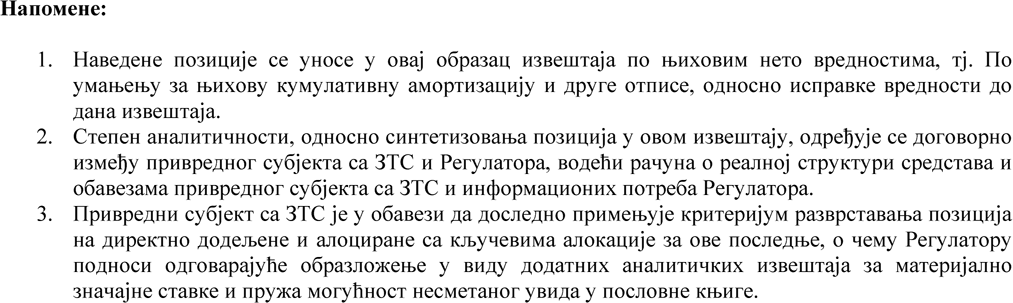 Напомене:
1. Наведене позиције се уносе у овај образац извештаја по њиховим нето вредностима, тј. По
умањењу за њихову кумулативну амортизацију и друге отписе, односно исправке вредности до
дана извештаја.
2. Степен аналитичности, односно синтетизовања позиција у овом извештају, одређује се договорно
између привредног субјекта са ЗТС и Регулатора, водећи рачуна о реалној структури средстава и
обавезама привредног субјекта са ЗТС и информационих потреба Регулатора.
3. Привредни субјект са ЗТС је у обавези да доследно примењује критеријум разврставања позиција
на директно додељене и алоциране са кључевима алокације за ове последње, о чему Регулатору
подноси одговарајуће образложење у виду додатних аналитичких извештаја за материјално
значајне ставке и пружа могућност несметаног увида у пословне књиге.